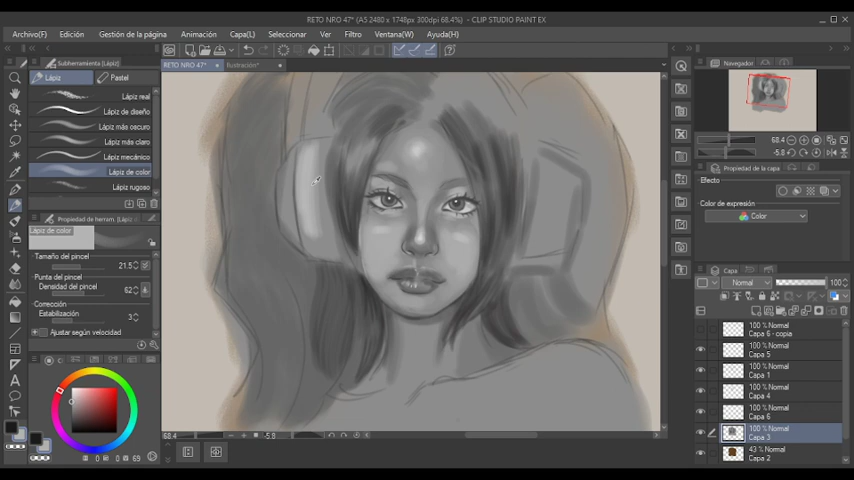 RETO NRO 47* (A5 2480 x 1748px 300dpi 68.4%) - CLIP STUDIO PAINT EX
Archivo(F) Edición Gestión de la página Animación Capa(L) Seleccionar Ver Filtro Ventana(W) Ayuda(H)
Subherramienta (Lápiz)
RETO NRO 47* Ilustración*
Lápiz Pastel
Lápiz real
Lápiz de diseño
Lápiz más oscuro
Lápiz más claro
Lápiz mecánico
Lápiz de color
Lápiz rugoso
Propiedad de herram. (Lápiz
Lápiz de color
Tamaño del pincel
21.5
Punta del pincel
Densidad del pincel
62
Corrección
Estabilización
3
Ajustar según velocidad
0 0 69
68.4 -5.8
Navegador
68.4
-5.8
Propiedad de la capa
Efecto
Color de expresión
Color
Capa
Normal 100
100 % Normal
Capa 6 - copia
100 % Normal
Capa 5
100 % Normal
Capa 1
100 % Normal
Capa 4
100 % Normal
Capa 6
100 % Normal
Capa 3
43 % Normal
Capa 2